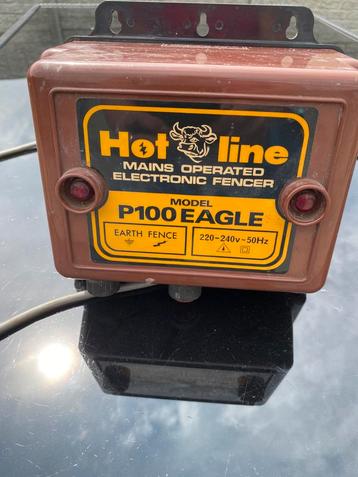 Hot line
MAINS OPERATED
ELECTRONIC FENCER
MODEL
P100 EAGLE
EARTH FENCE
220-240v~50Hz